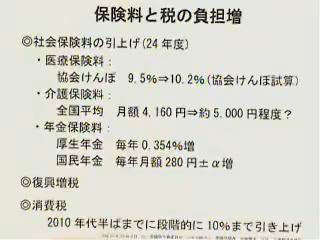 保険料と税の負担増
◎社会保険料の引上げ(24年度)
・医療保険料：
協会けんぽ 9.5%⇒10.2%(協会けんぽ試算)
・介護保険料：
全国平均 月額4,160円⇒約5,000円程度？
・年金保険料：
厚生年金 毎年0.354%増
国民年金 毎年月額280円±α増
◎復興増税
◎消費税
2010年代半ばまでに段階的に10%まで引き上げ